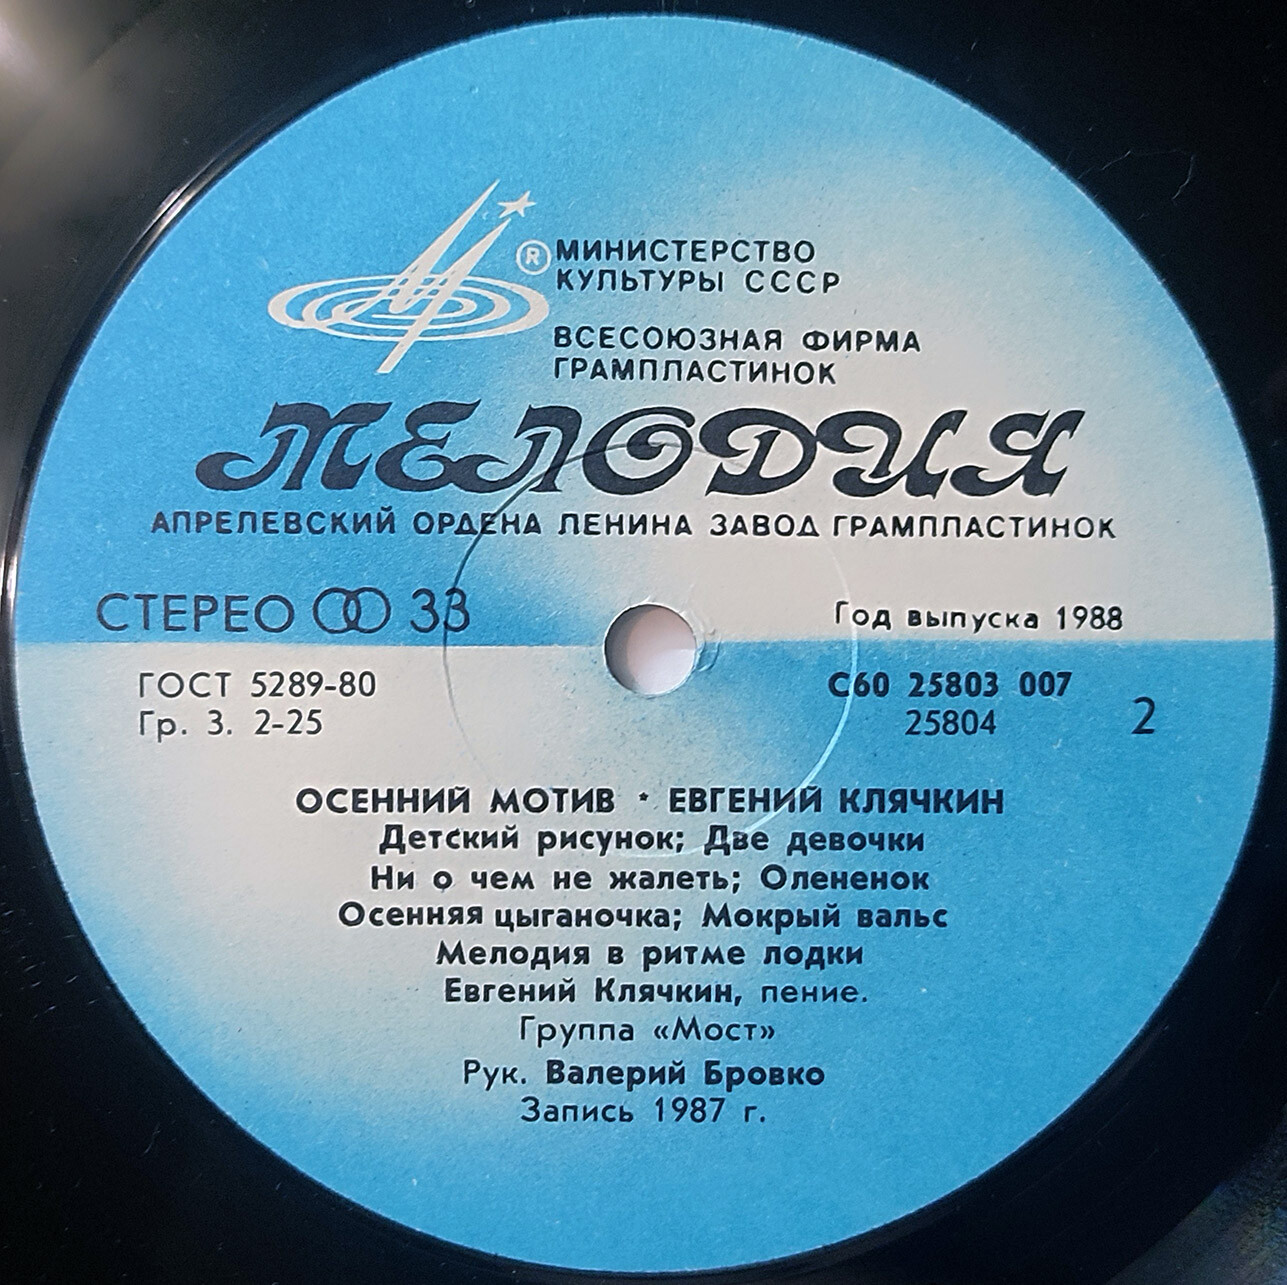 ®
МИНИСТЕРСТВО
КУЛЬТУРЫ СССР
ВСЕСОЮЗНАЯ ФИРМА
ГРАМПЛАСТИНОК
МЕЛОДИЯ
АПРЕЛЕВСКИЙ ОРДЕНА ЛЕНИНА ЗАВОД ГРАМПЛАСТИНОК
СТЕРЕО 33
Год выпуска 1988
ГОСТ 5289-80
Гр. 3. 2-25
С60 25803 007
25804
2
ОСЕННИЙ МОТИВ · ЕВГЕНИЙ КЛЯЧКИН
Детский рисунок; Две девочки
Ни о чем не жалеть; Олененок
Осенняя цыганочка; Мокрый вальс
Мелодия в ритме лодки
Евгений Клячкин, пение.
Группа «Мост»
Рук. Валерий Бровко
Запись 1987 г.